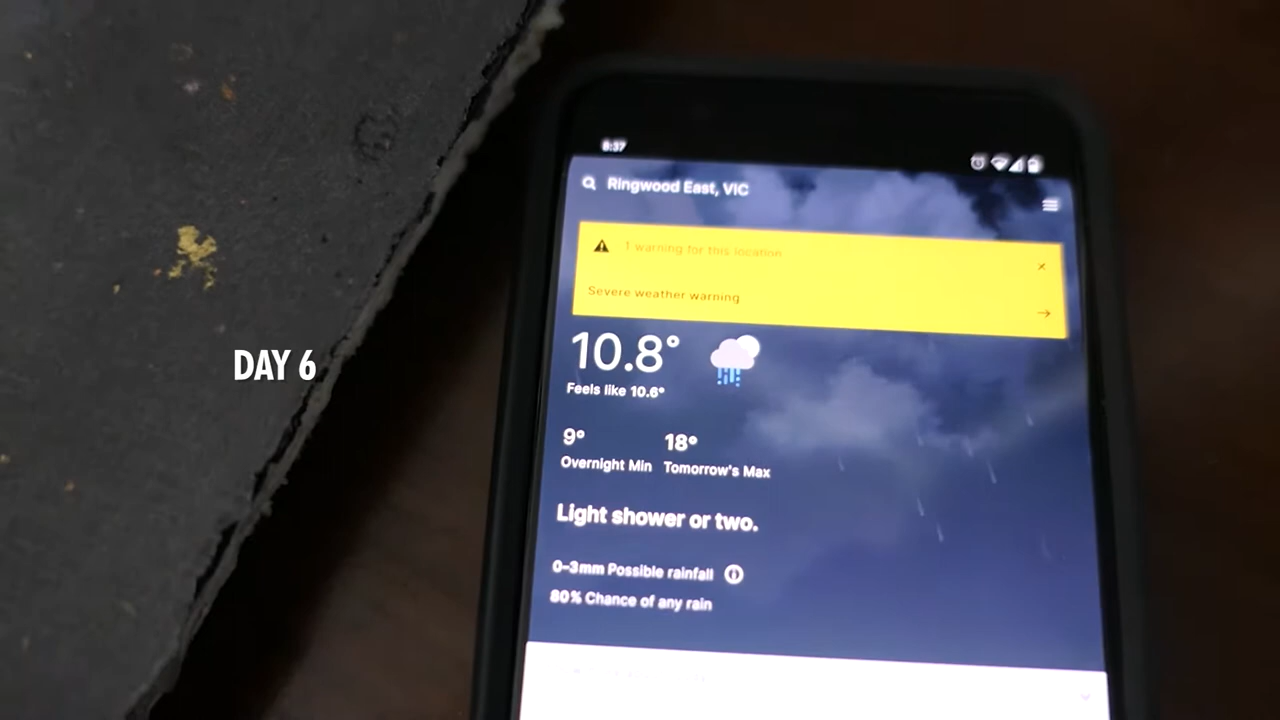 8:37
Ringwood East, VIC
1 warning for this location
Severe weather warning
10.8°
Feels like 10.6°
9° 18°
Overnight Min Tomorrow's Max
DAY 6
Light shower or two.
0–3mm Possible rainfall
80% Chance of any rain